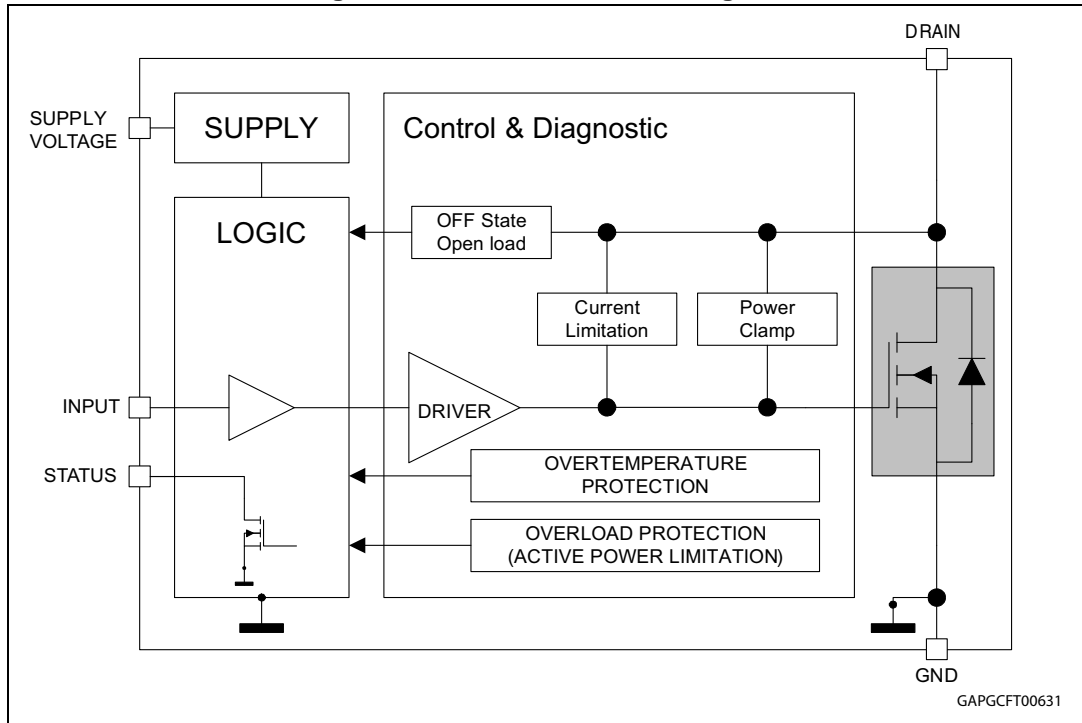 DRAIN
SUPPLY
VOLTAGE
SUPPLY
Control & Diagnostic
LOGIC
OFF State
Open load
Current
Limitation
Power
Clamp
INPUT
DRIVER
STATUS
OVERTEMPERATURE
PROTECTION
OVERLOAD PROTECTION
(ACTIVE POWER LIMITATION)
GND
GAPGCFT00631